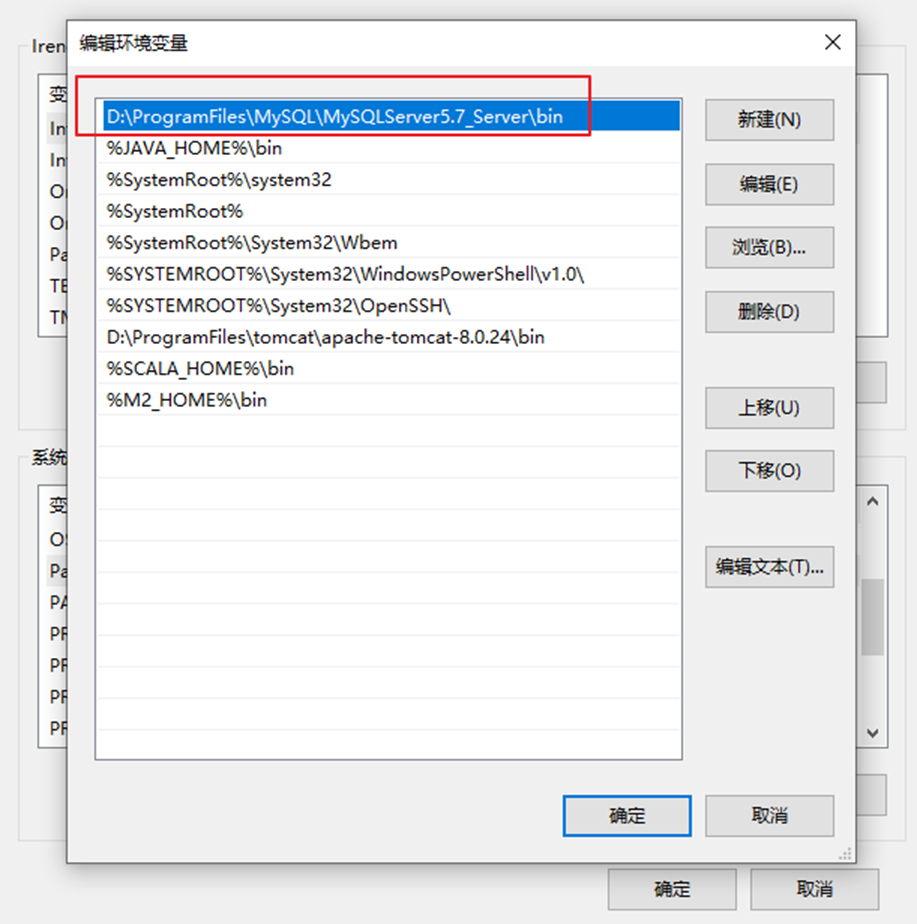 编辑环境变量
Iren
变
In
In
On
On
Pa
TE
TM
D:\ProgramFiles\MySQL\MySQLServer5.7_Server\bin
%JAVA_HOME%\bin
%SystemRoot%\system32
%SystemRoot%
%SystemRoot%\System32\Wbem
%SYSTEMROOT%\System32\WindowsPowerShell\v1.0\
%SYSTEMROOT%\System32\OpenSSH\
D:\ProgramFiles\tomcat\apache-tomcat-8.0.24\bin
%SCALA_HOME%\bin
%M2_HOME%\bin
新建(N)
编辑(E)
浏览(B)...
删除(D)
上移(U)
下移(O)
编辑文本(T)...
系统
变
OS
Pa
PA
PR
PR
PR
PR
确定
取消
确定
取消